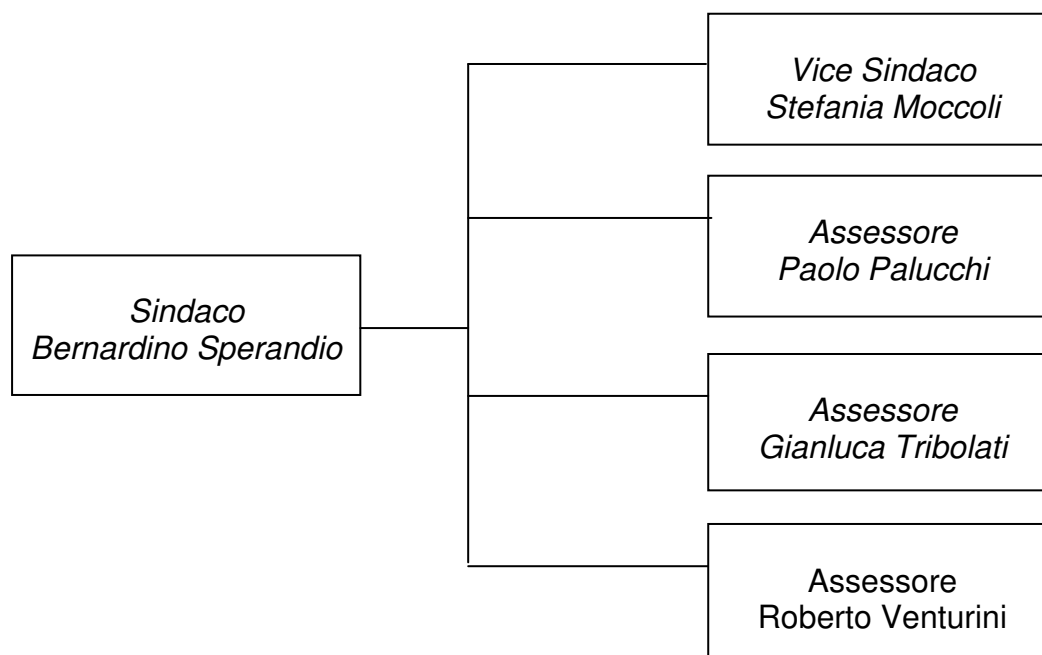 Vice Sindaco
Stefania Moccoli
Assessore
Paolo Palucchi
Sindaco
Bernardino Sperandio
Assessore
Gianluca Tribolati
Assessore
Roberto Venturini